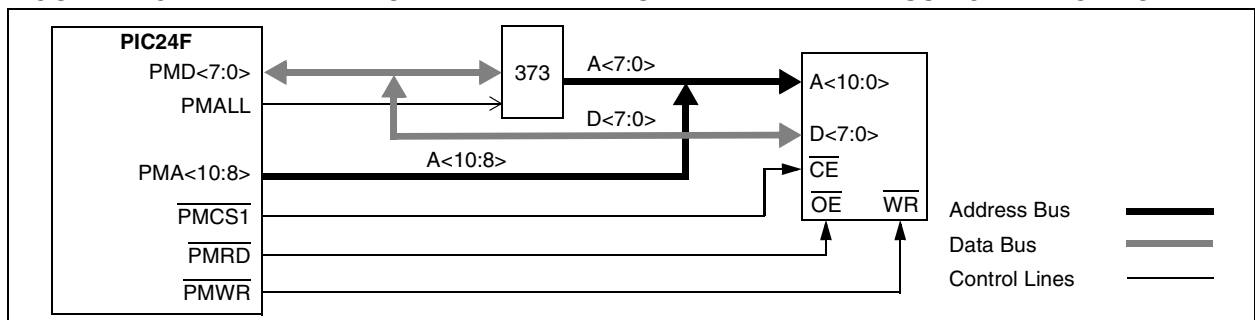 PIC24F
PMD<7:0>
PMALL
PMA<10:8>
PMCS1
PMRD
PMWR
373
A<7:0>
D<7:0>
A<10:8>
A<10:0>
D<7:0>
CE
OE WR
Address Bus
Data Bus
Control Lines